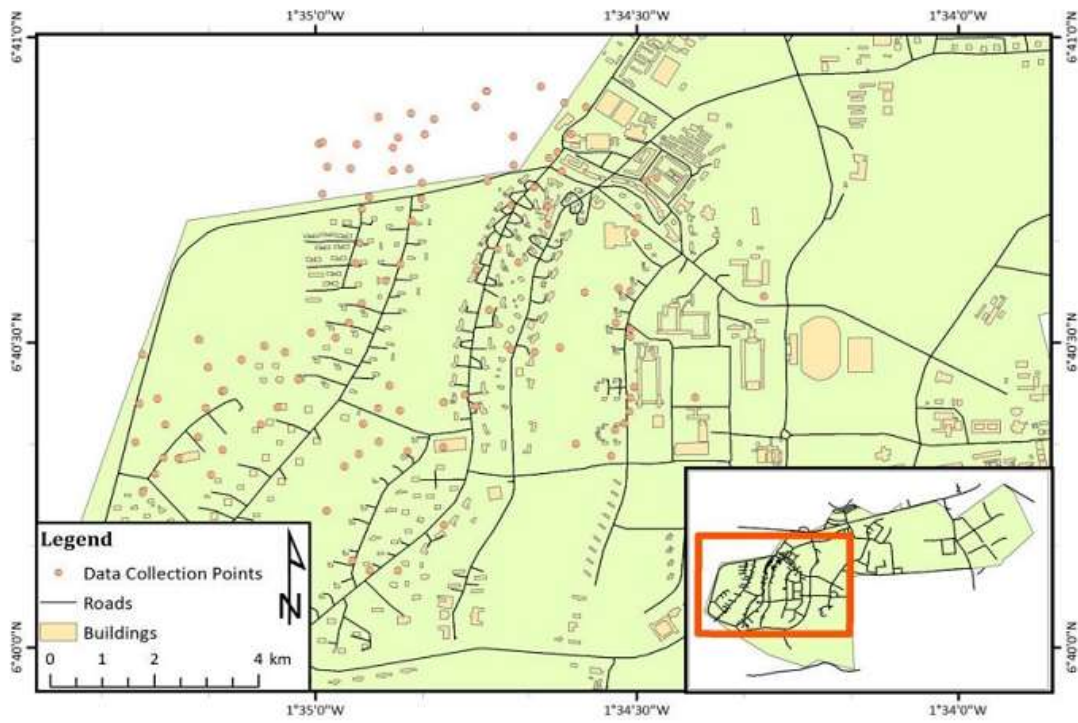 1°35'0"W 1°34'30"W 1°34'0"W
6°41'0"N 6°41'0"N
6°40'30"N 6°40'30"N
Legend
Data Collection Points
Roads
Buildings
0 1 2 4 km
N
6°40'0"N 6°40'0"N
1°35'0"W 1°34'30"W 1°34'0"W